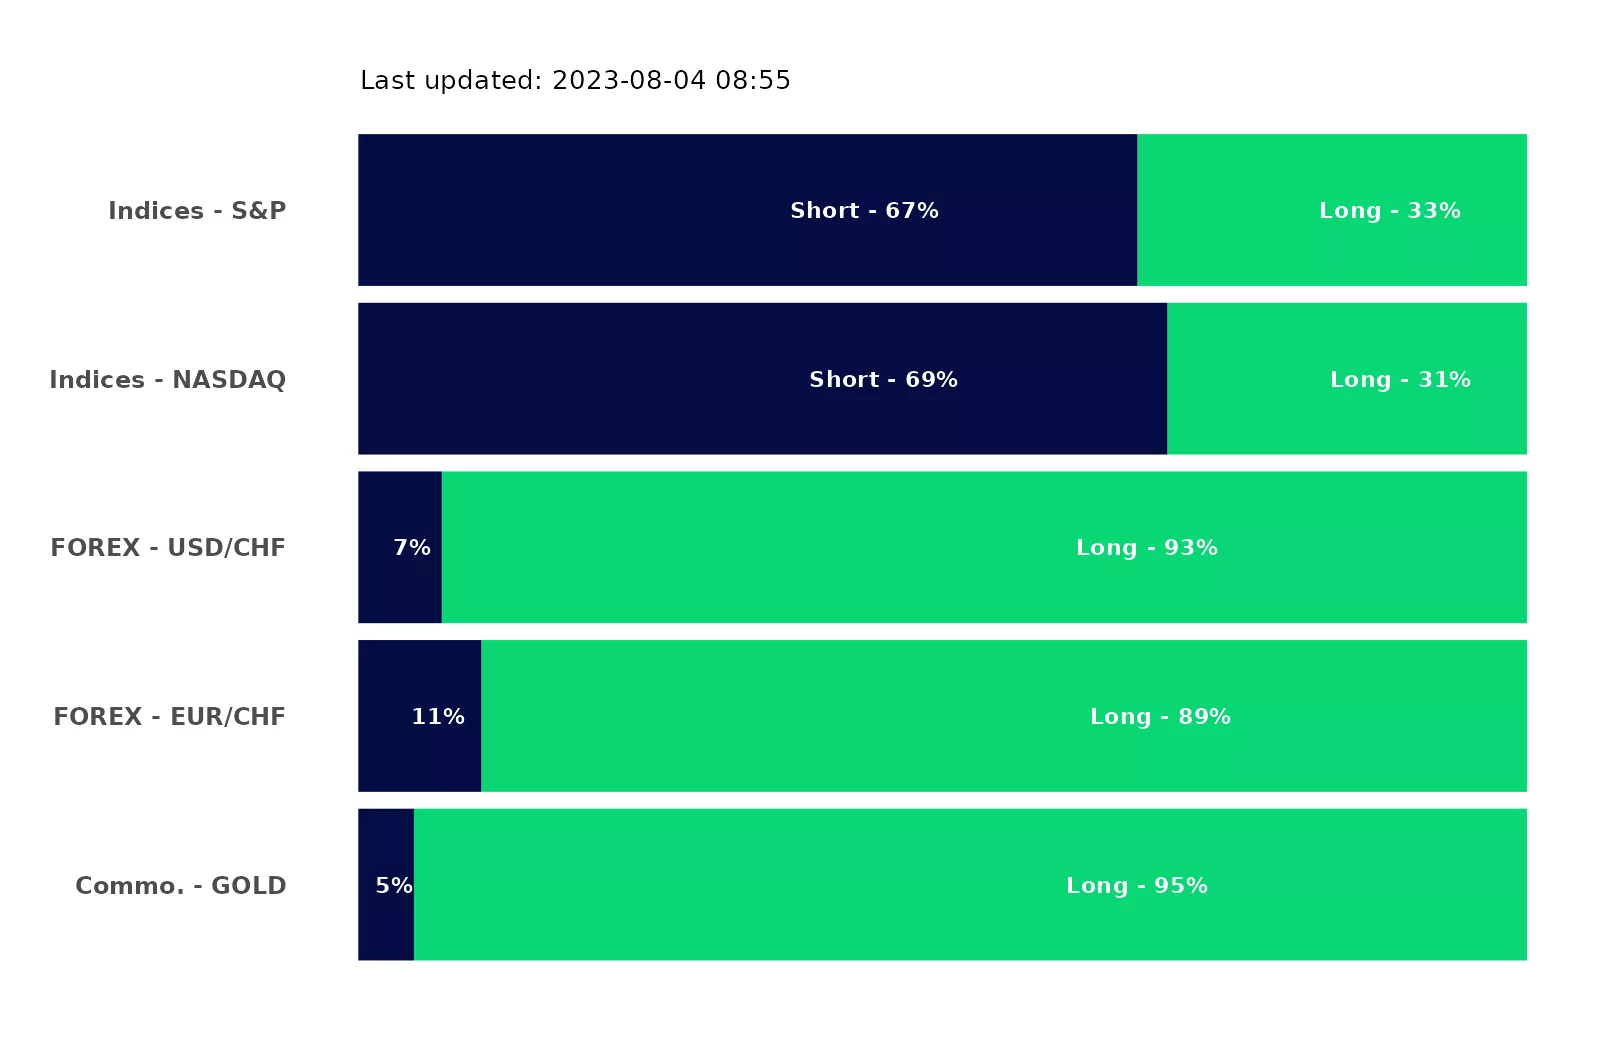 Last updated: 2023-08-04 08:55
Indices - S&P Short - 67% Long - 33%
Indices - NASDAQ Short - 69% Long - 31%
FOREX - USD/CHF 7% Long - 93%
FOREX - EUR/CHF 11% Long - 89%
Commo. - GOLD 5% Long - 95%